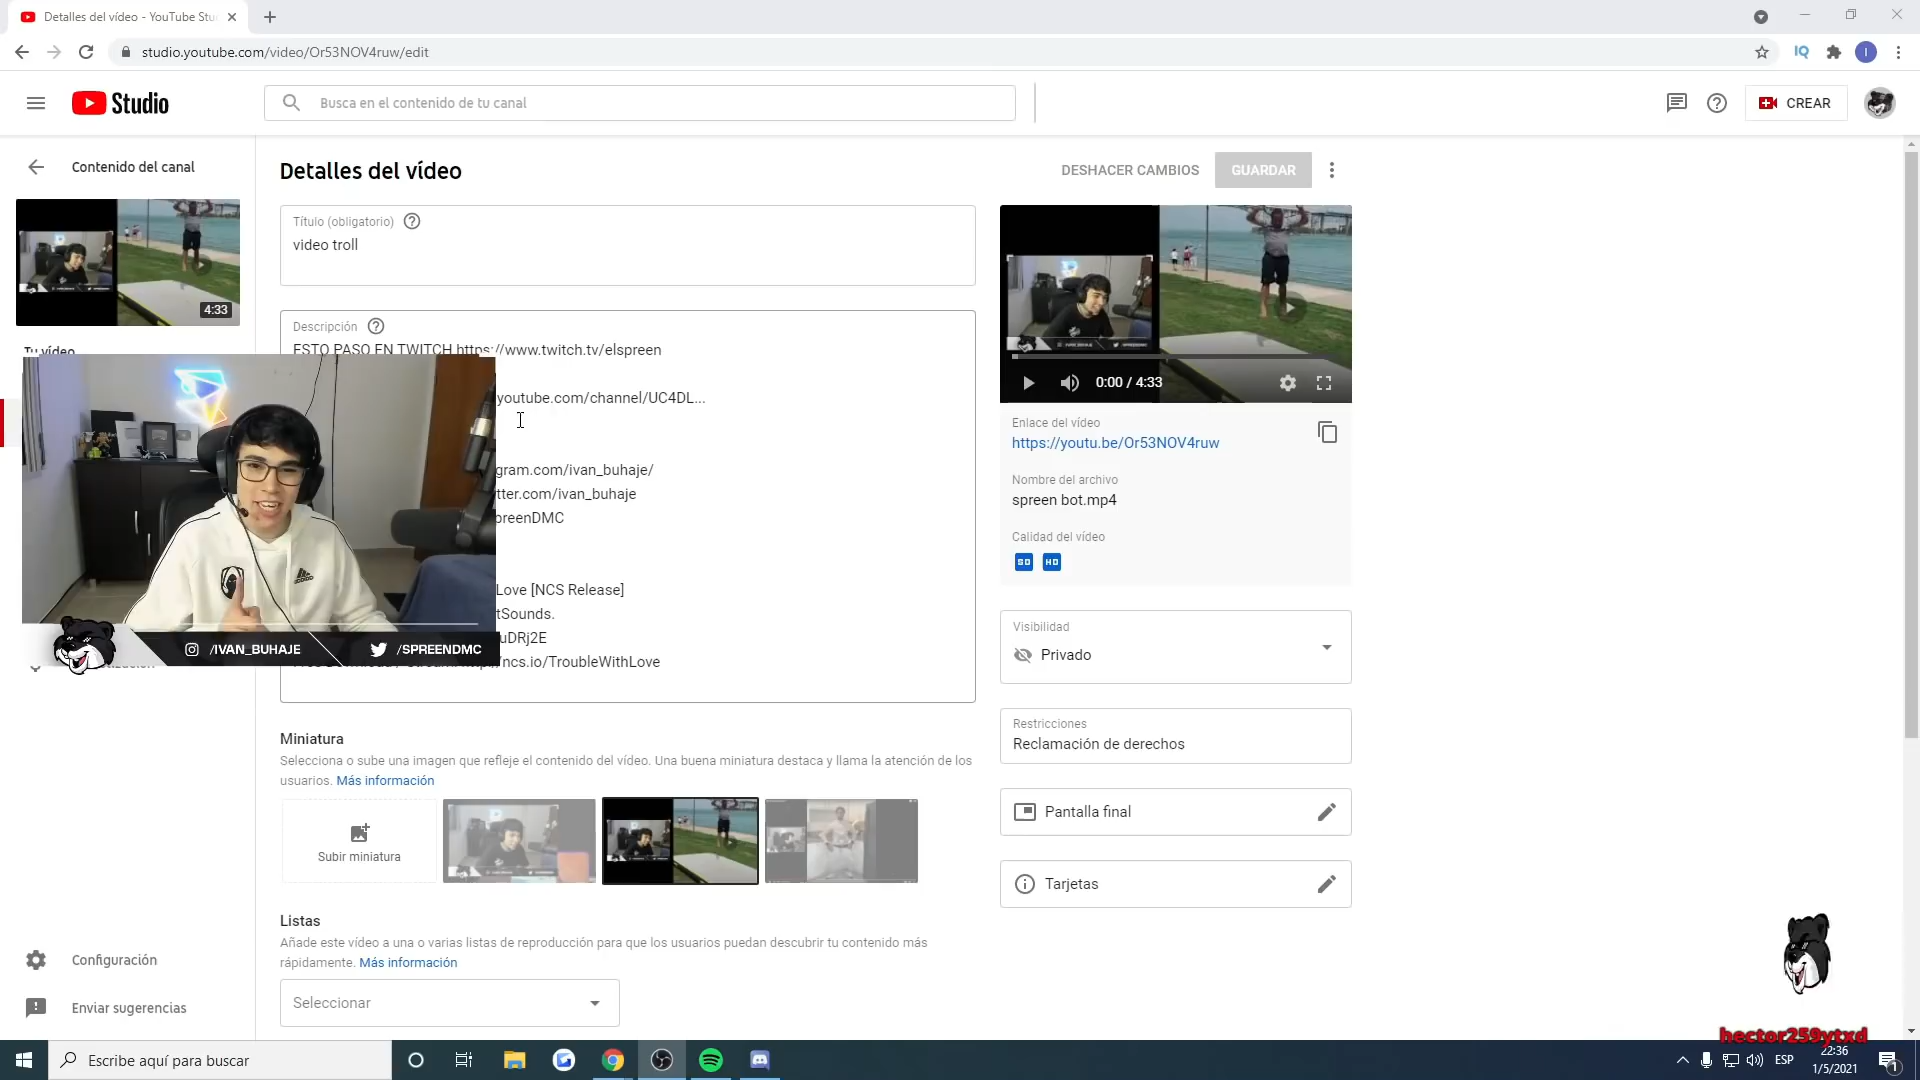 Detalles del vídeo - YouTube Stu
studio.youtube.com/video/Or53NOV4ruw/edit
IQ
I
Studio
Busca en el contenido de tu canal
CREAR
Contenido del canal
4:33
Tu vídeo
Detalles del vídeo
DESHACER CAMBIOS
GUARDAR
Título (obligatorio)
video troll
Descripción
ESTO PASO EN TWITCH https://www.twitch.tv/elspreen
youtube.com/channel/UC4DL...
gram.com/ivan_buhaje/
tter.com/ivan_buhaje
preenDMC
Love [NCS Release]
tSounds.
uDRj2E
/ncs.io/TroubleWithLove
/IVAN_BUHAJE
/SPREENDMC
Miniatura
Selecciona o sube una imagen que refleje el contenido del vídeo. Una buena miniatura destaca y llama la atención de los
usuarios. Más información
Subir miniatura
Listas
Añade este vídeo a una o varias listas de reproducción para que los usuarios puedan descubrir tu contenido más
rápidamente. Más información
Seleccionar
0:00 / 4:33
Enlace del vídeo
https://youtu.be/Or53NOV4ruw
Nombre del archivo
spreen bot.mp4
Calidad del vídeo
SD HD
Visibilidad
Privado
Restricciones
Reclamación de derechos
Pantalla final
Tarjetas
Configuración
Enviar sugerencias
hector259ytxd
Escribe aquí para buscar
ESP
22:36
1/5/2021
1